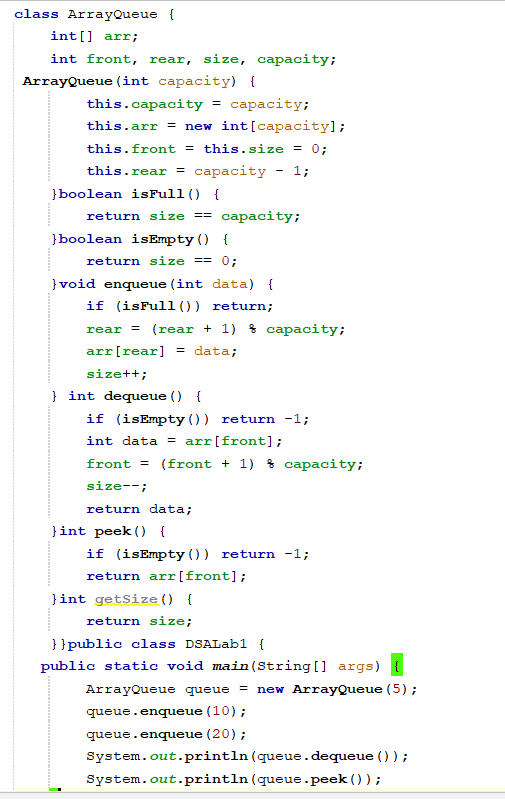 class ArrayQueue {
int[] arr;
int front, rear, size, capacity;
ArrayQueue(int capacity) {
this.capacity = capacity;
this.arr = new int[capacity];
this.front = this.size = 0;
this.rear = capacity - 1;
}boolean isFull() {
return size == capacity;
}boolean isEmpty() {
return size == 0;
}void enqueue(int data) {
if (isFull()) return;
rear = (rear + 1) % capacity;
arr[rear] = data;
size++;
} int dequeue() {
if (isEmpty()) return -1;
int data = arr[front];
front = (front + 1) % capacity;
size--;
return data;
}int peek() {
if (isEmpty()) return -1;
return arr[front];
}int getSize() {
return size;
}}public class DSALab1 {
public static void main(String[] args) {
ArrayQueue queue = new ArrayQueue(5);
queue.enqueue(10);
queue.enqueue(20);
System.out.println(queue.dequeue());
System.out.println(queue.peek());